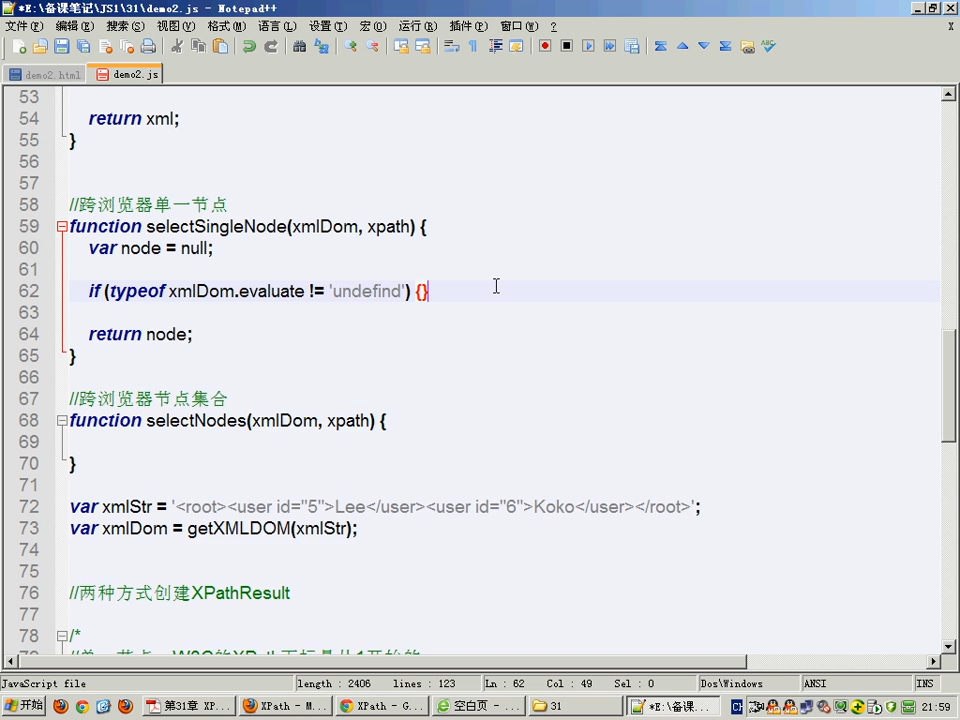 *E:\备课笔记\JS1\31\demo2.js - Notepad++
文件(F) 编辑(E) 搜索(S) 视图(V) 格式(M) 语言(L) 设置(T) 宏(O) 运行(R) 插件(P) 窗口(W) ? X
demo2.html demo2.js
53
54 return xml;
55 }
56
57
58 //跨浏览器单一节点
59 function selectSingleNode(xmlDom, xpath) {
60 var node = null;
61
62 if (typeof xmlDom.evaluate != 'undefind') {}
63
64 return node;
65 }
66
67 //跨浏览器节点集合
68 function selectNodes(xmlDom, xpath) {
69
70 }
71
72 var xmlStr = '<root><user id="5">Lee</user><user id="6">Koko</user></root>';
73 var xmlDom = getXMLDOM(xmlStr);
74
75
76 //两种方式创建XPathResult
77
78 /*
JavaScript file length : 2406 lines : 123 Ln : 62 Col : 49 Sel : 0 Dos\Windows ANSI INS
开始 第31章 XP... XPath - M... XPath - G... 空白页 - ... 31 *E:\备课... 21:59